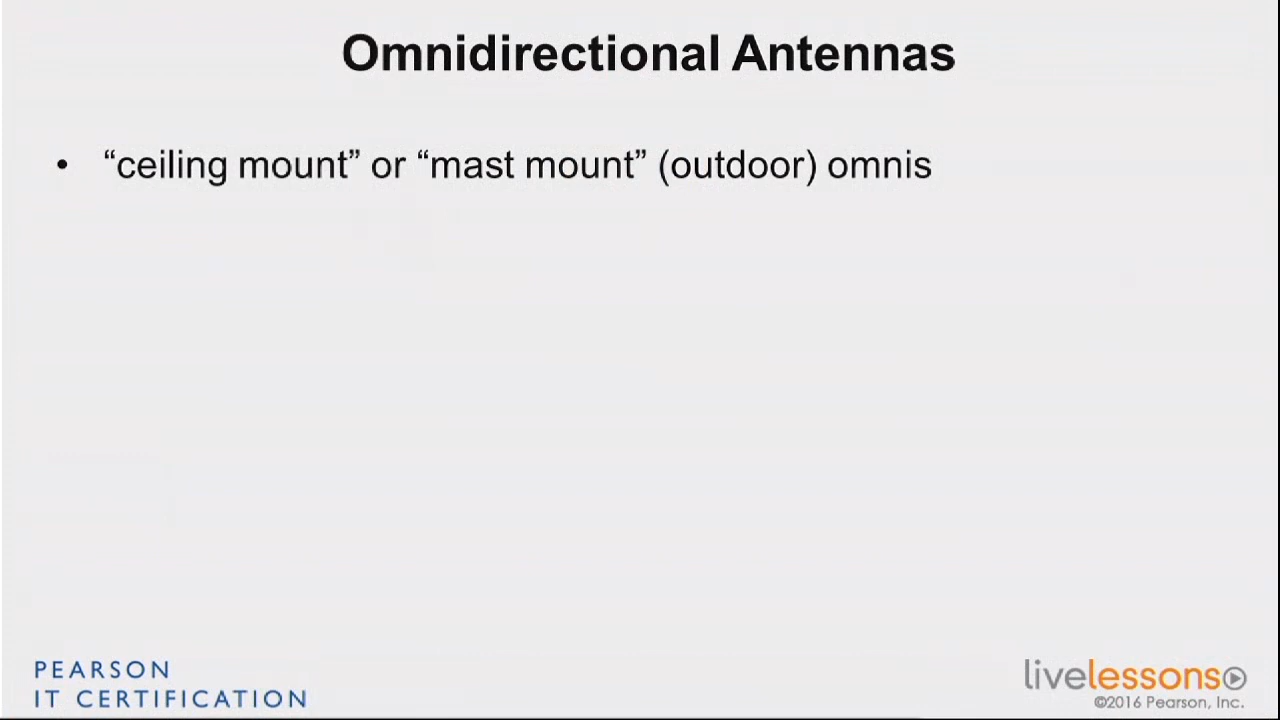 Omnidirectional Antennas
• “ceiling mount” or “mast mount” (outdoor) omnis
PEARSON
IT CERTIFICATION
livelessons
©2016 Pearson, Inc.